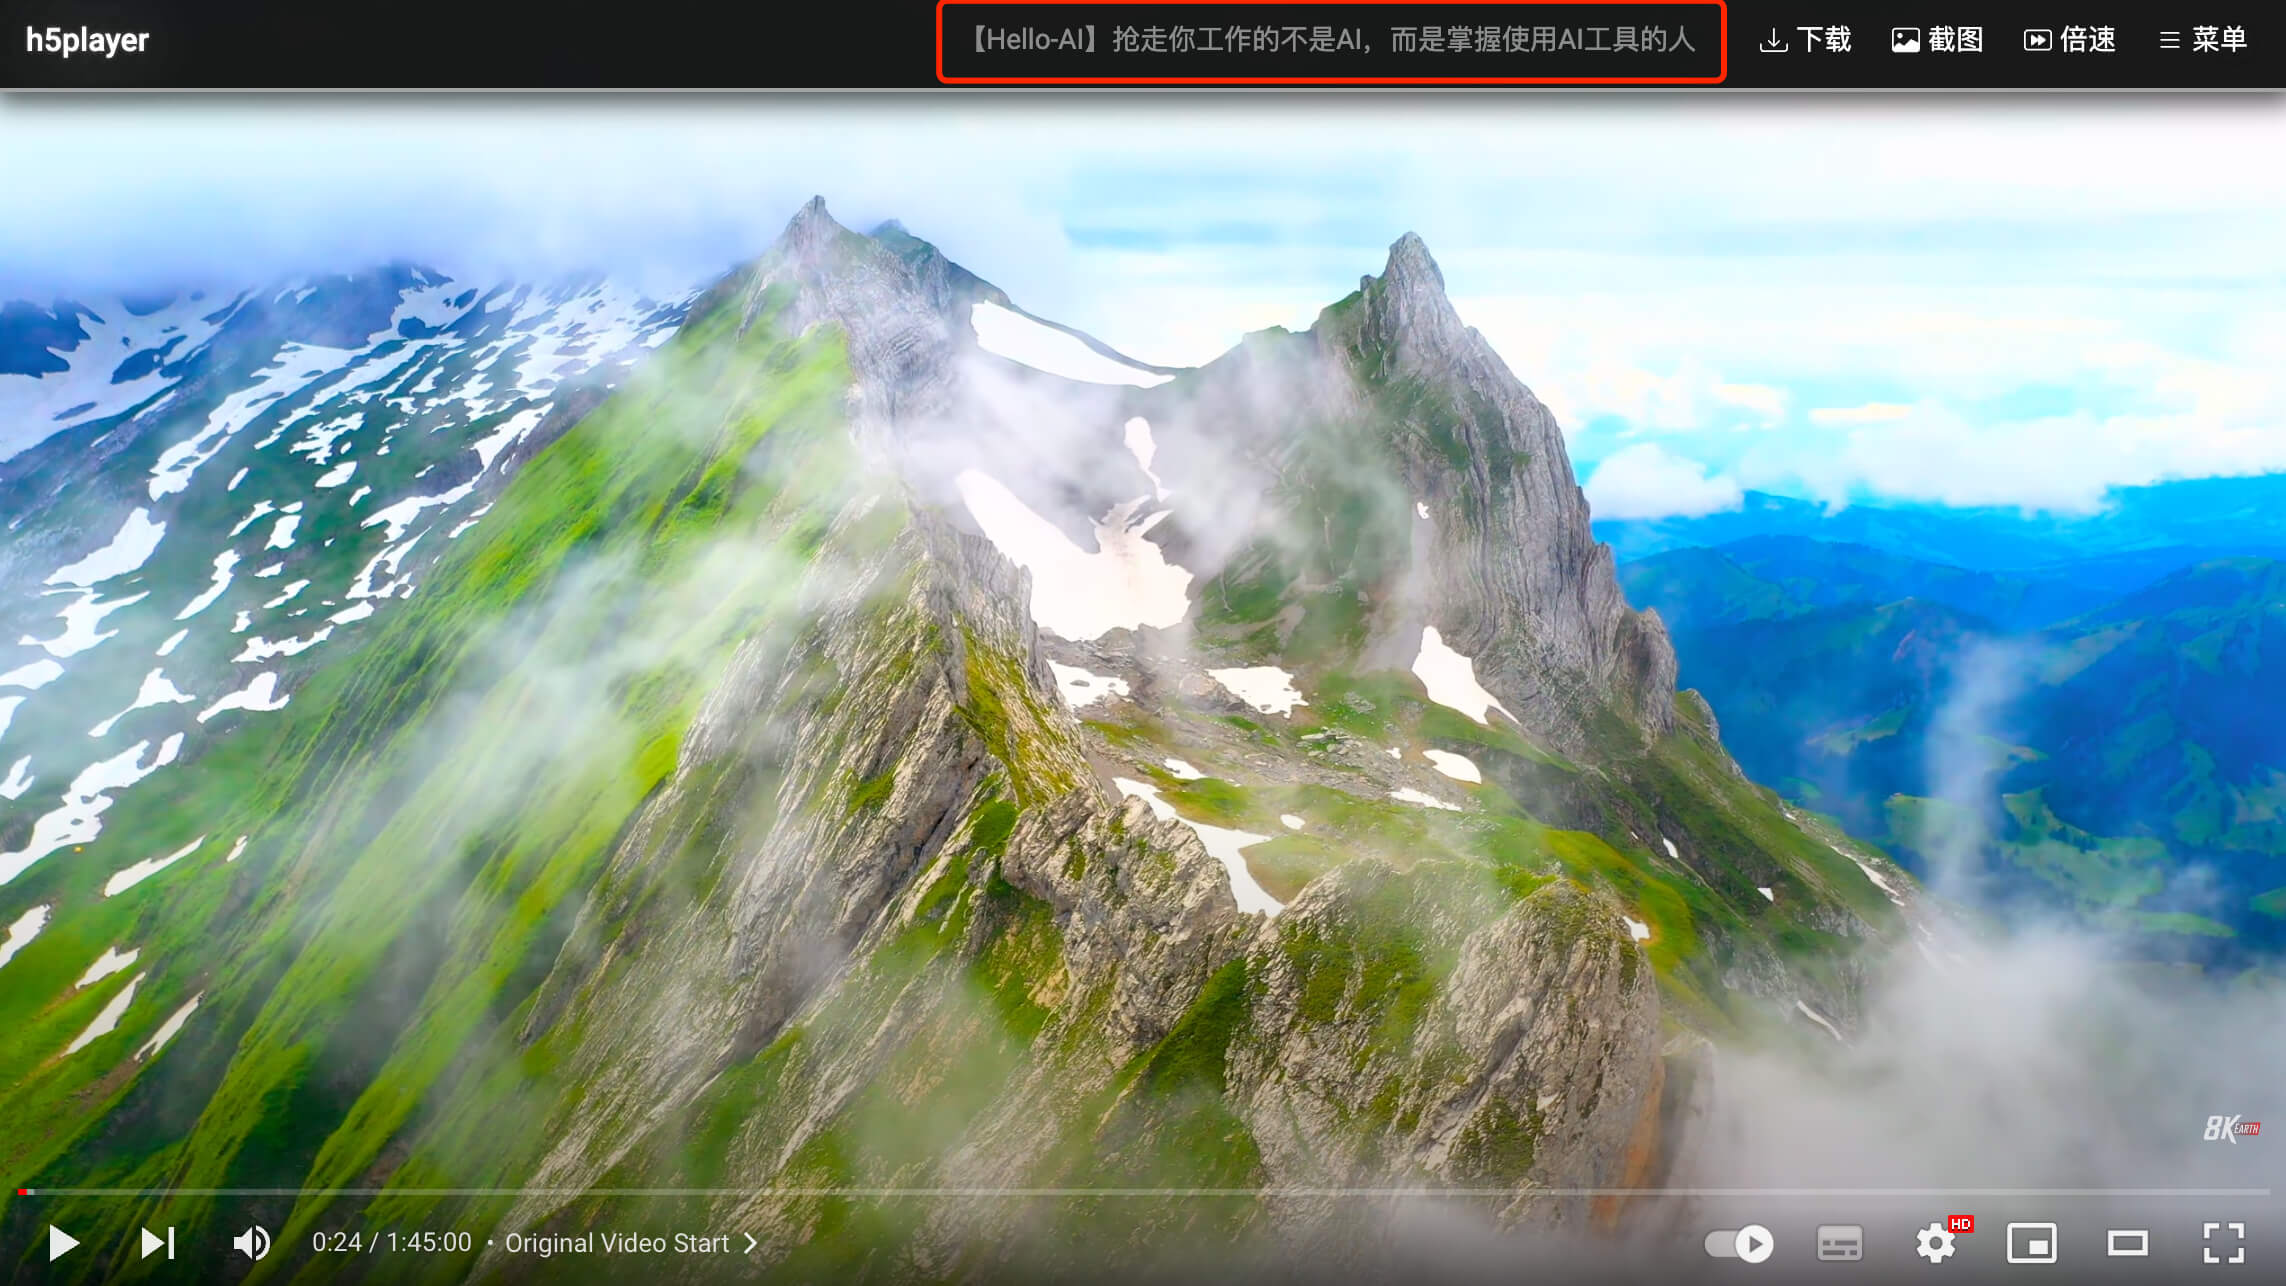 h5player
【Hello-AI】抢走你工作的不是AI，而是掌握使用AI工具的人
下载
截图
倍速
菜单
8K EARTH
0:24 / 1:45:00 • Original Video Start
HD